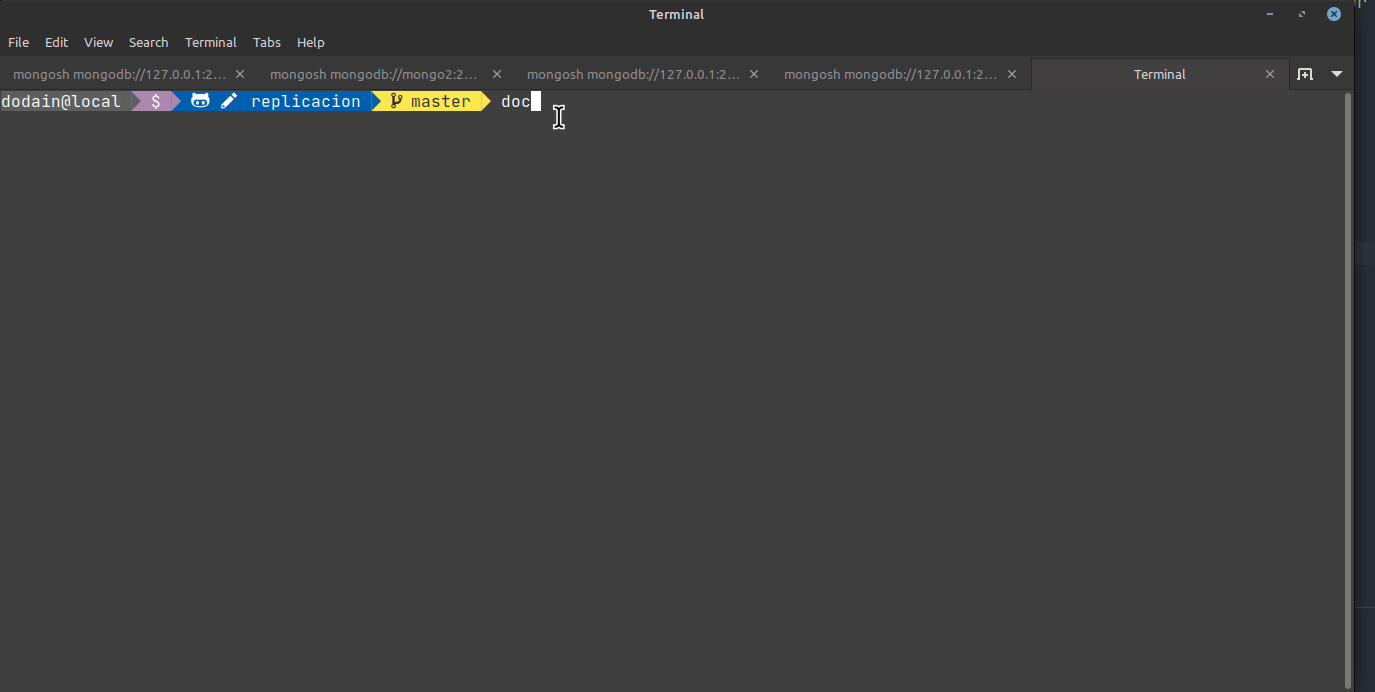 Terminal
File Edit View Search Terminal Tabs Help
mongosh mongodb://127.0.0.1:2... mongosh mongodb://mongo2:2... mongosh mongodb://127.0.0.1:2... mongosh mongodb://127.0.0.1:2... Terminal
dodain@local $ replicacion master doc